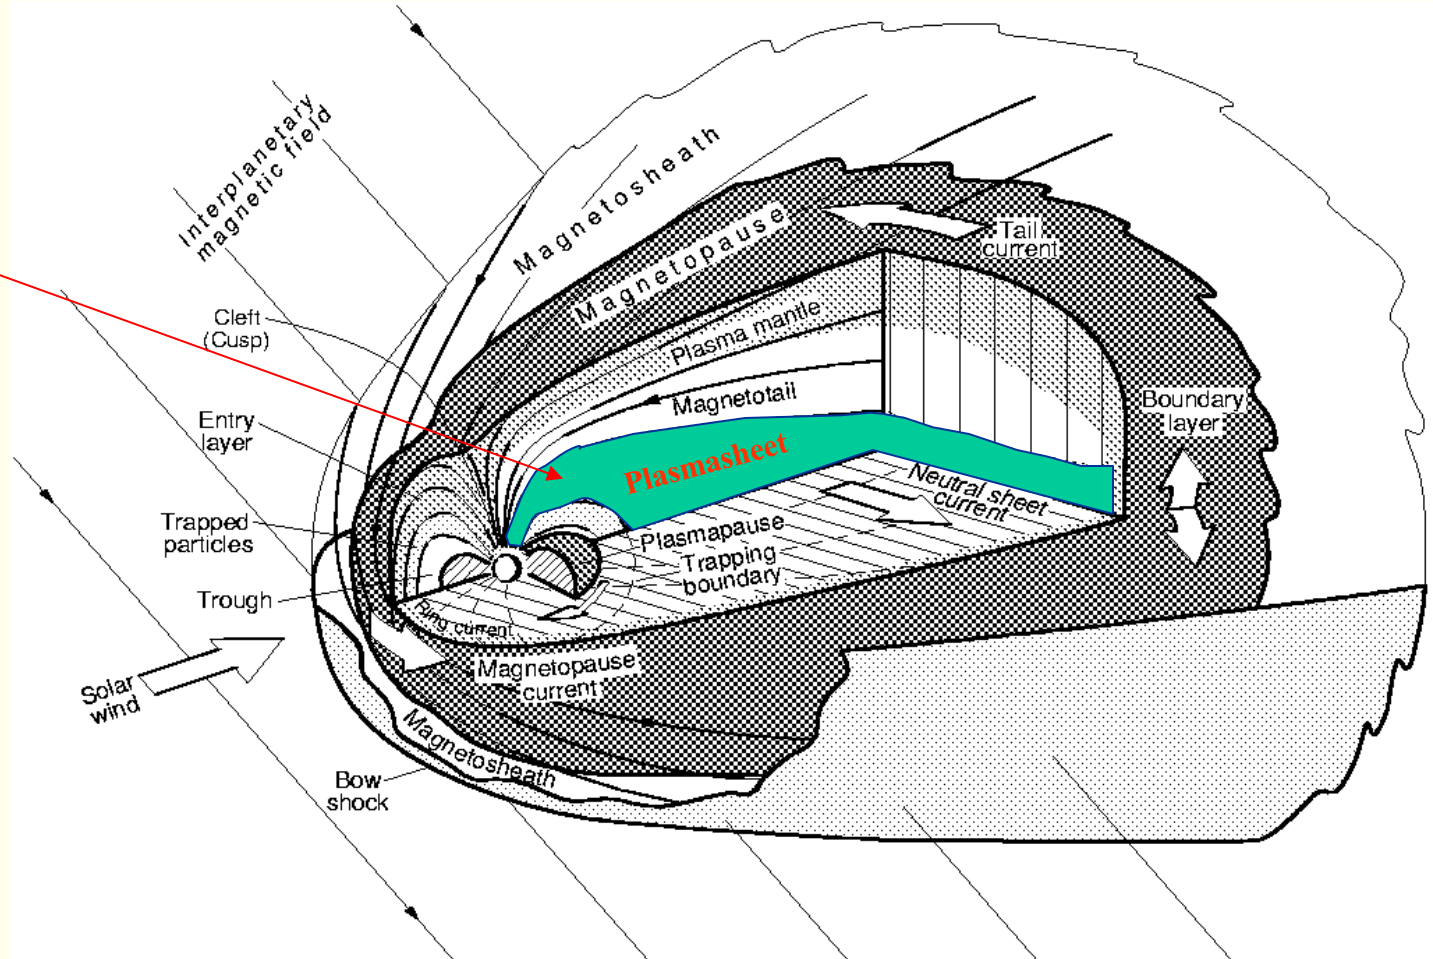 Interplanetary
magnetic field
Magnetosheath
Magnetopause
Tail
current
Cleft
(Cusp)
Plasma mantle
Magnetotail
Boundary
layer
Entry
layer
Plasmasheet
Neutral sheet
current
Trapped
particles
Plasmapause
Trapping
boundary
Trough
Ring current
Magnetopause
current
Solar
wind
Magnetosheath
Bow
shock